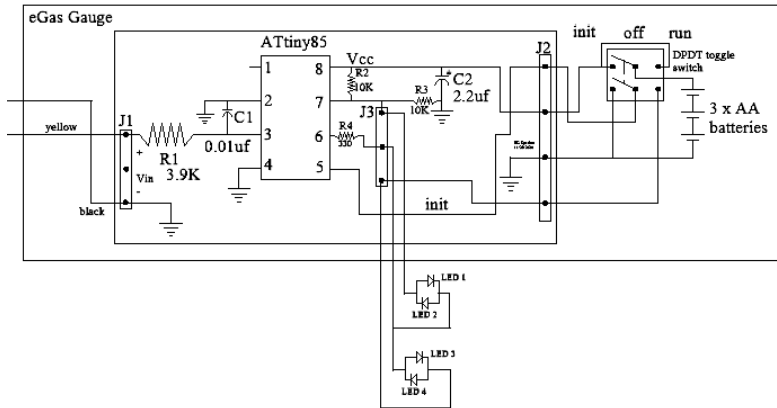 eGas Gauge
init off run
DPDT toggle
switch
3 x AA
batteries
ATtiny85
Vcc
J2
1
2
3
4
8
7
6
5
R2
10K
R3
10K
C2
2.2uf
C1
0.01uf
J3
R4
330
J1
yellow
+
Vin
-
black
R1
3.9K
init
LED 1
LED 2
LED 3
LED 4